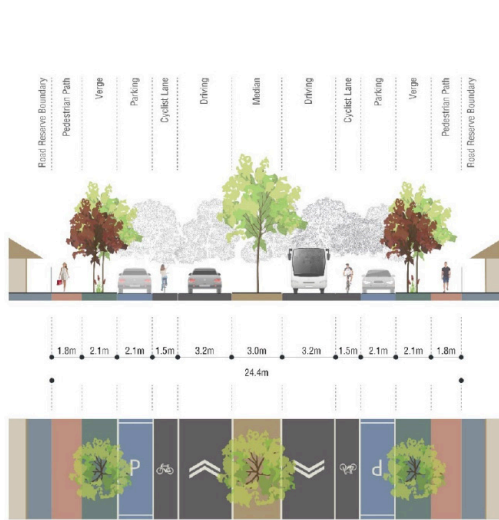 Road Reserve Boundary
Pedestrian Path
Verge
Parking
Cyclist Lane
Driving
Median
Driving
Cyclist Lane
Parking
Verge
Pedestrian Path
Road Reserve Boundary
1.8m 2.1m 2.1m 1.5m 3.2m 3.0m 3.2m 1.5m 2.1m 2.1m 1.8m
24.4m
P P